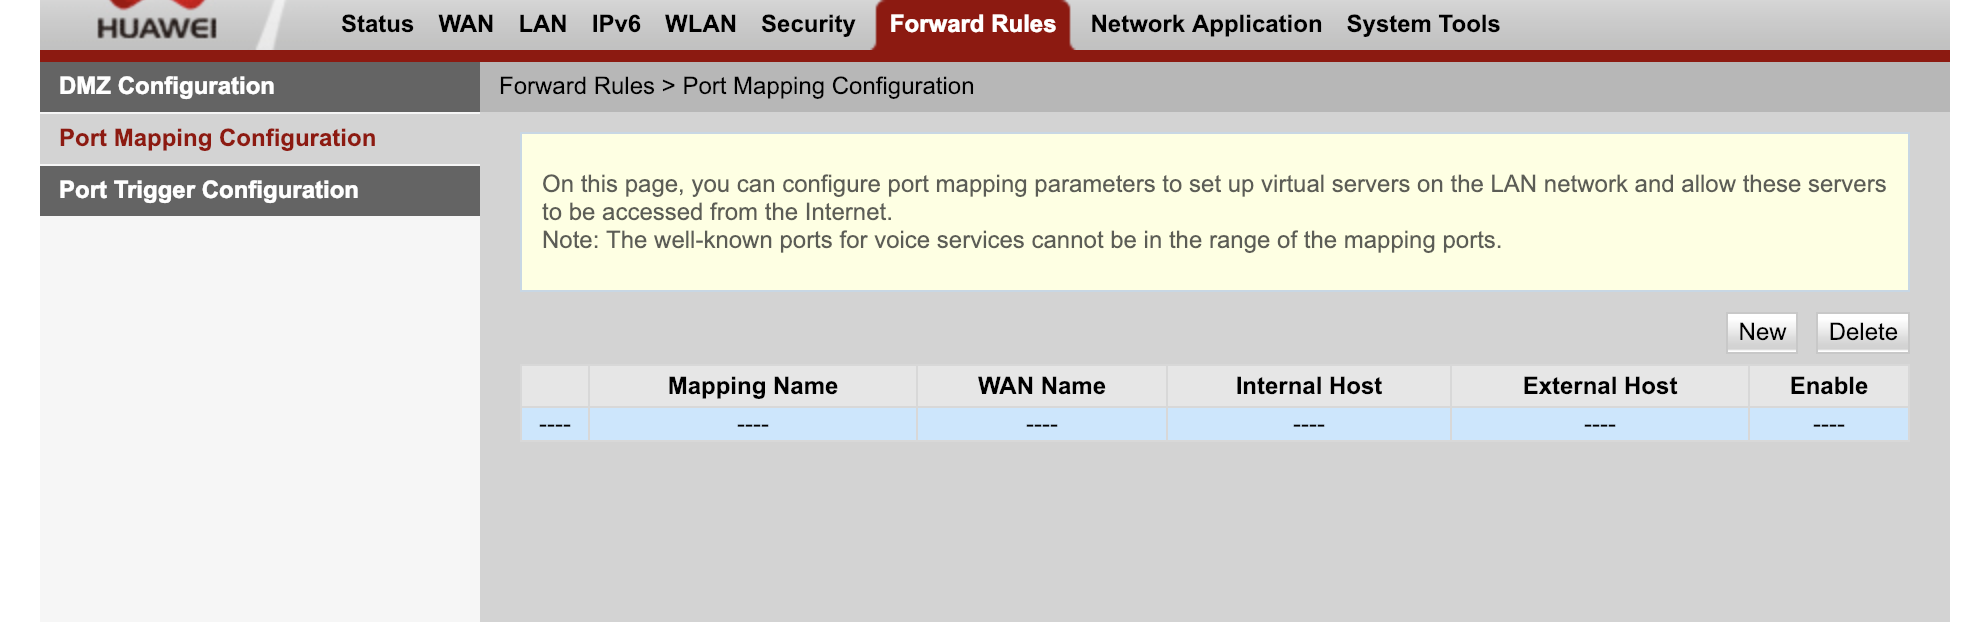 HUAWEI
Status WAN LAN IPv6 WLAN Security Forward Rules Network Application System Tools
DMZ Configuration
Port Mapping Configuration
Port Trigger Configuration
Forward Rules > Port Mapping Configuration
On this page, you can configure port mapping parameters to set up virtual servers on the LAN network and allow these servers
to be accessed from the Internet.
Note: The well-known ports for voice services cannot be in the range of the mapping ports.
New Delete
Mapping Name WAN Name Internal Host External Host Enable
---- ---- ---- ---- ---- ----